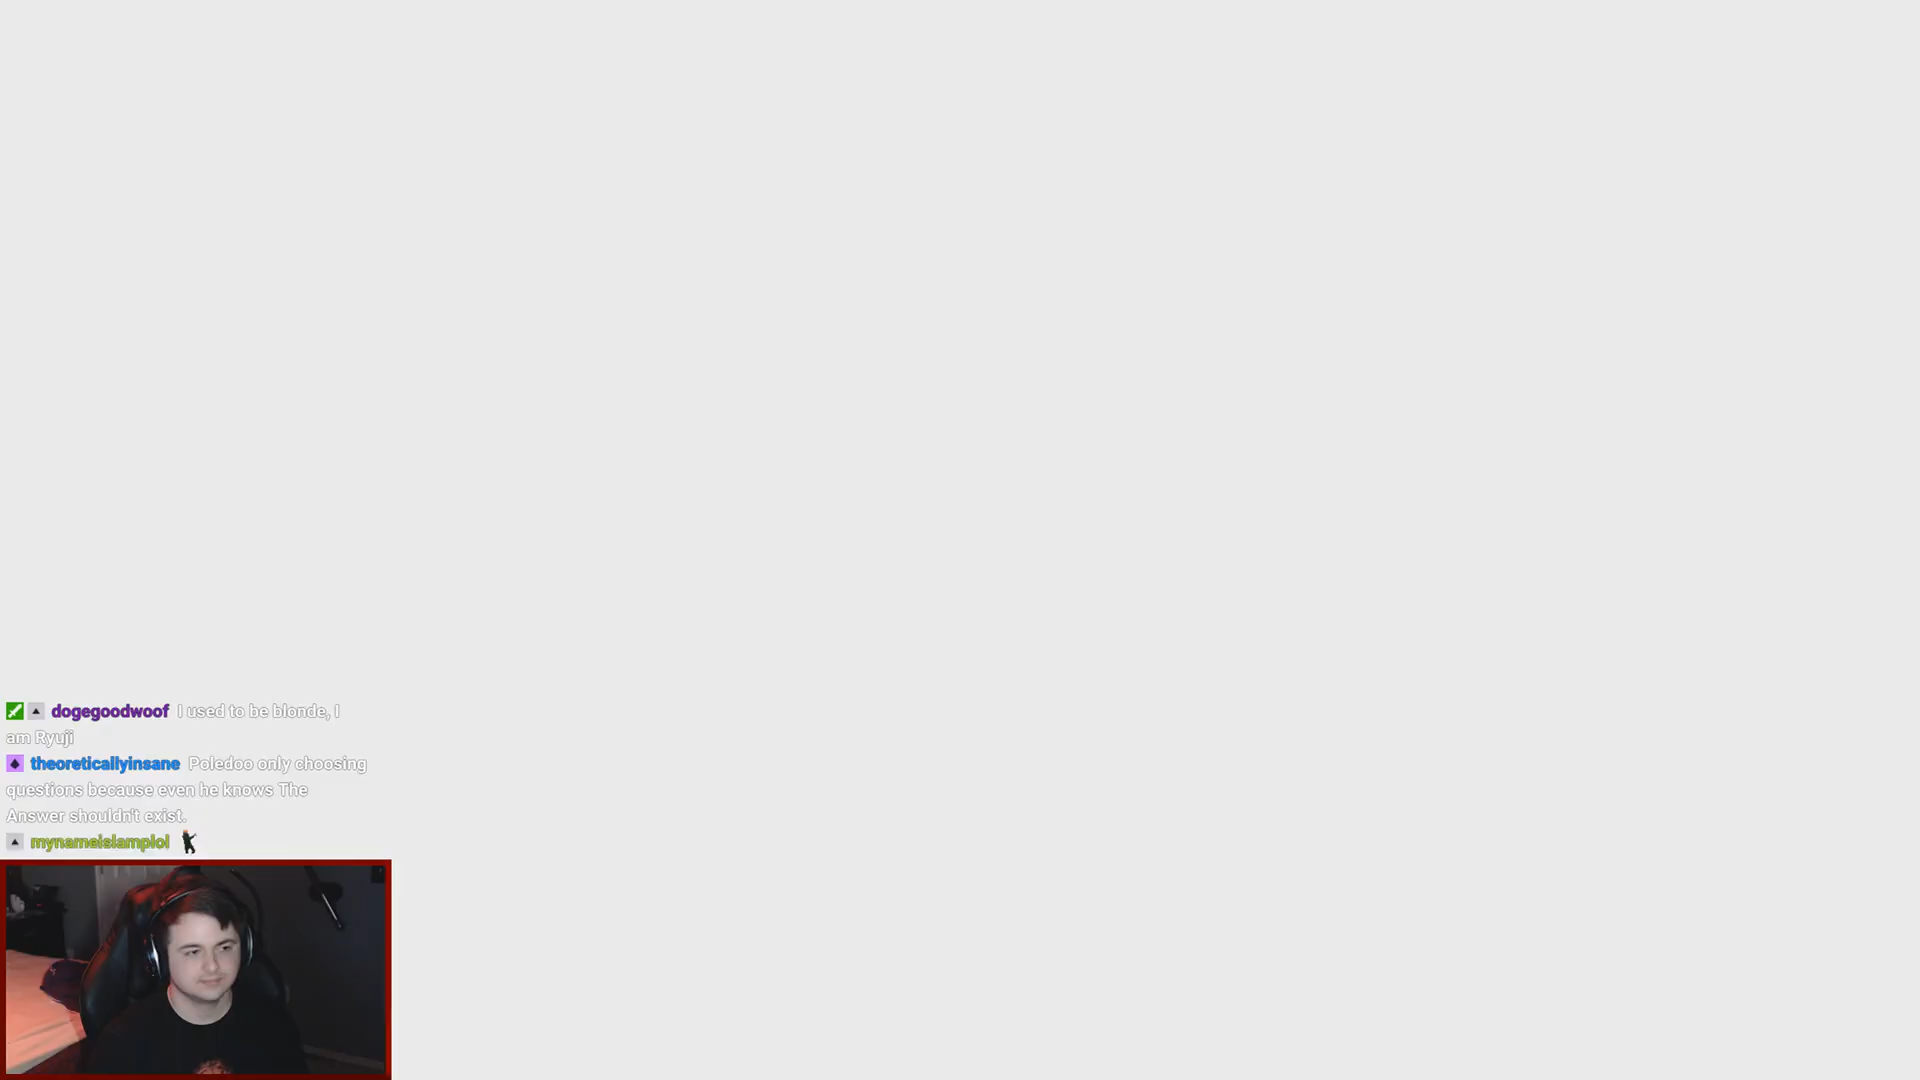 dogegoodwoof I used to be blonde, I
am Ryuji
theoreticallyinsane Poledoo only choosing
questions because even he knows The
Answer shouldn't exist.
mynameislamplol